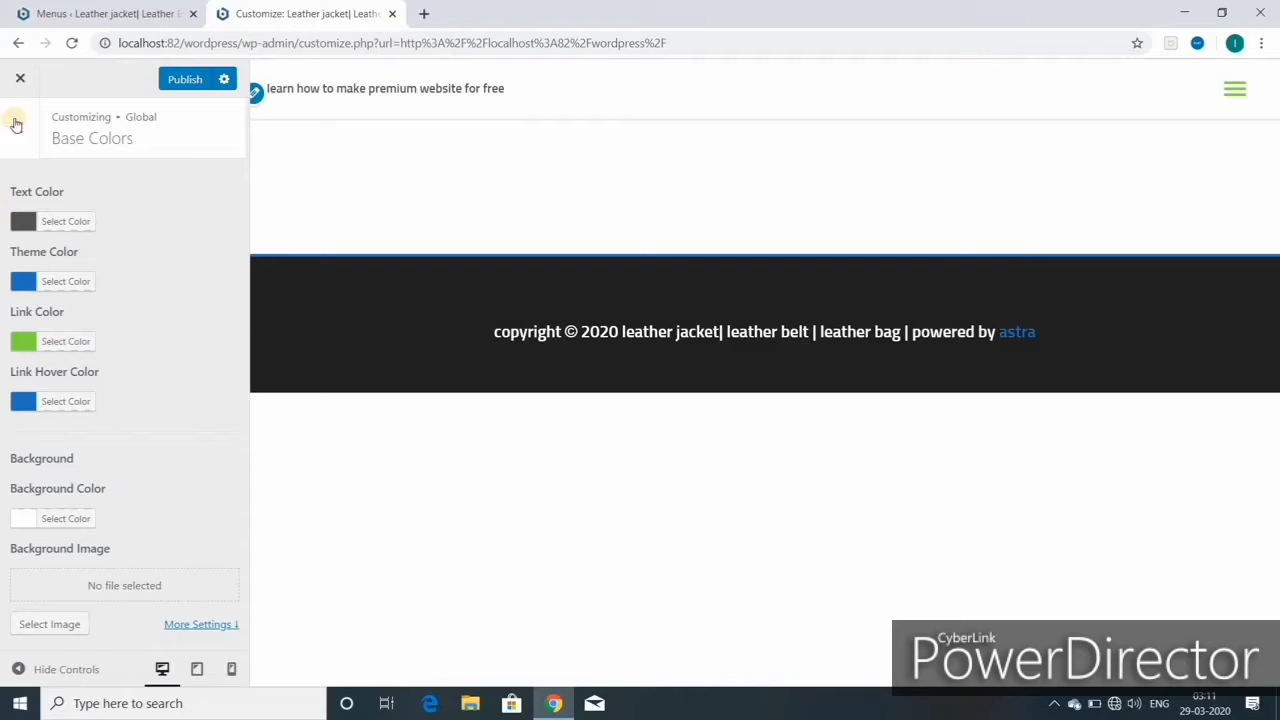 Menus ‹ Leather jacket| Leather B
Customize: Leather jacket| Leath
localhost:82/wordpress/wp-admin/customize.php?url=http%3A%2F%2Flocalhost%3A82%2Fwordpress%2F
Publish
Customizing • Global
Base Colors
Text Color
Select Color
Theme Color
Select Color
Link Color
Select Color
Link Hover Color
Select Color
Background
Background Color
Select Color
Background Image
No file selected
Select Image
More Settings ↓
Hide Controls
learn how to make premium website for free
copyright © 2020 leather jacket| leather belt | leather bag | powered by astra
CyberLink
PowerDirector
Type here to search
ENG
03:11
29-03-2020